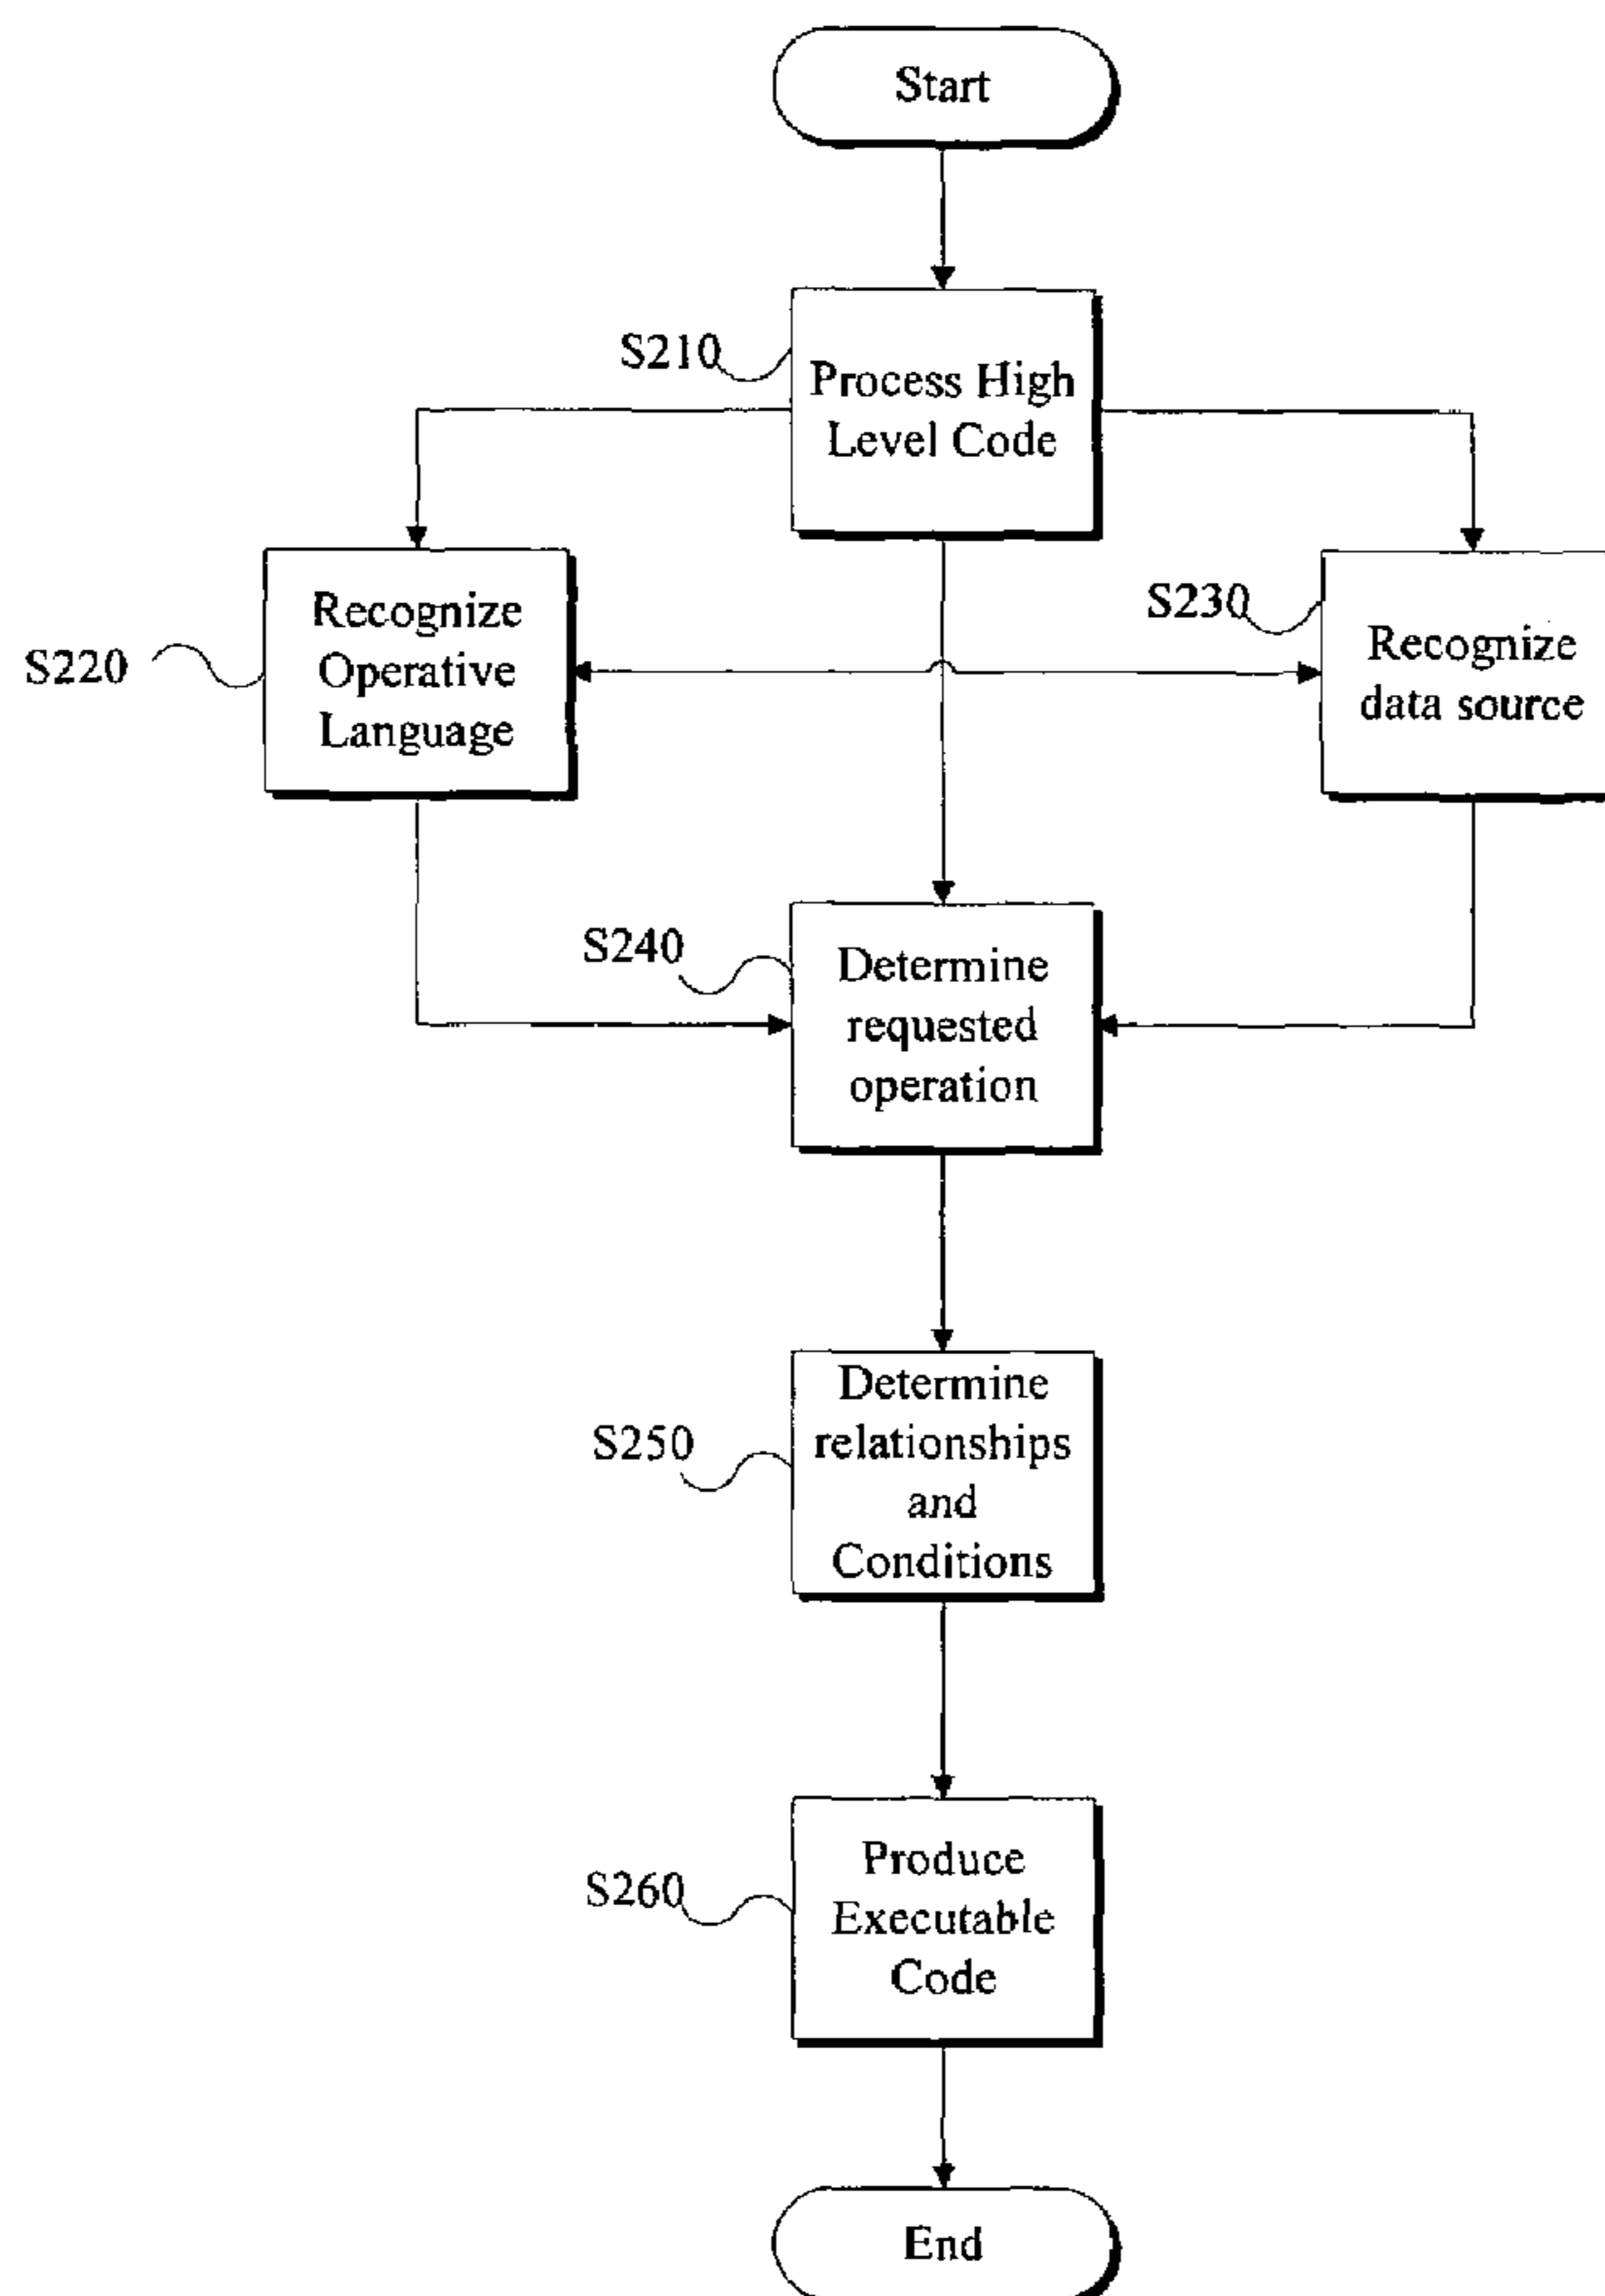 Start
S210
Process High
Level Code
S220
Recognize
Operative
Language
S230
Recognize
data source
S240
Determine
requested
operation
S250
Determine
relationships
and
Conditions
S260
Produce
Executable
Code
End